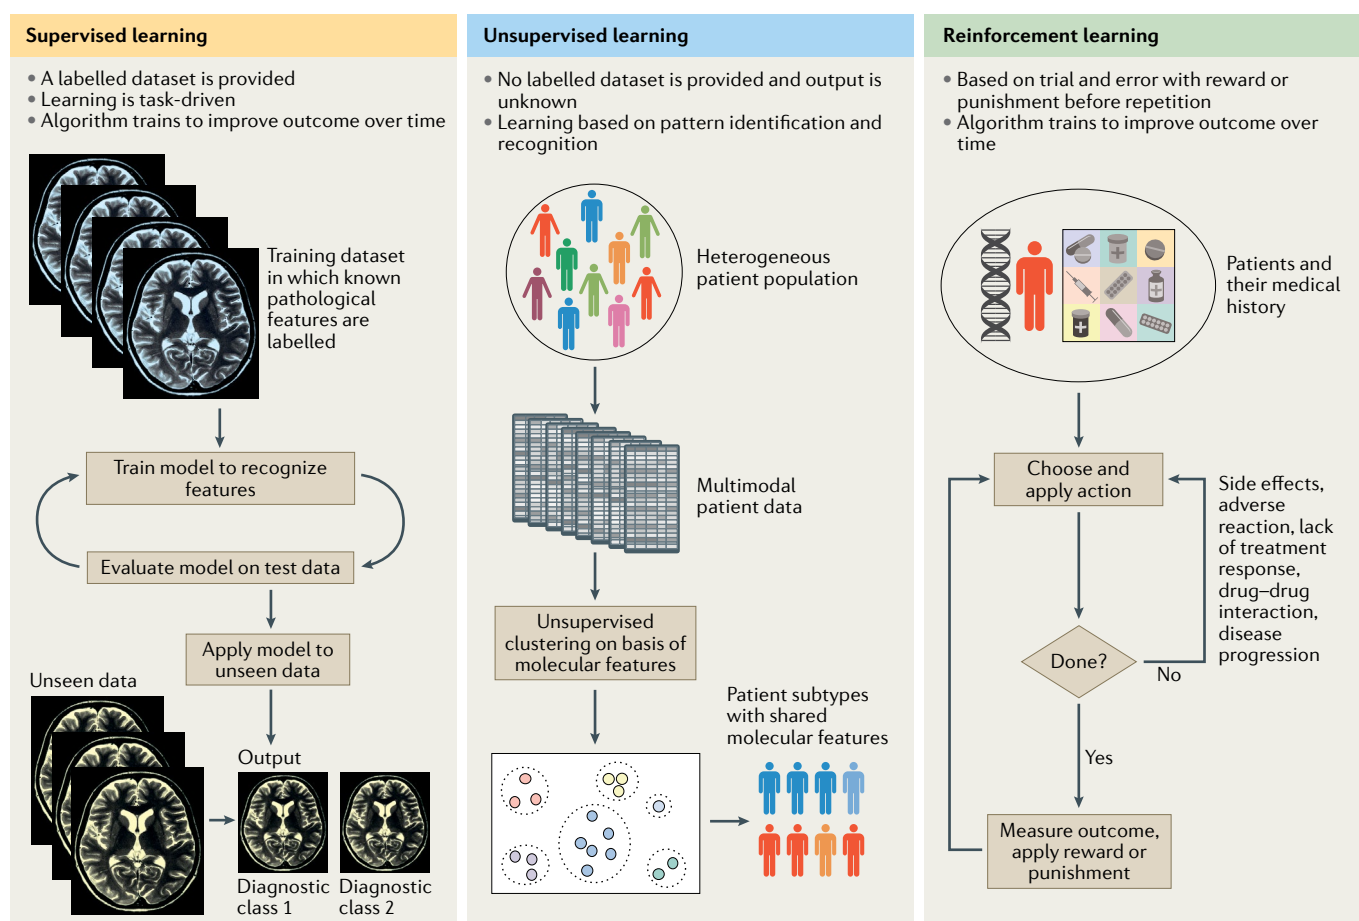 Supervised learning
• A labelled dataset is provided
• Learning is task-driven
• Algorithm trains to improve outcome over time
Training dataset
in which known
pathological
features are
labelled
Train model to recognize
features
Evaluate model on test data
Apply model to
unseen data
Unseen data
Output
Diagnostic
class 1
Diagnostic
class 2
Unsupervised learning
• No labelled dataset is provided and output is
unknown
• Learning based on pattern identification and
recognition
Heterogeneous
patient population
Multimodal
patient data
Unsupervised
clustering on basis of
molecular features
Patient subtypes
with shared
molecular features
Reinforcement learning
• Based on trial and error with reward or
punishment before repetition
• Algorithm trains to improve outcome over
time
Patients and
their medical
history
Choose and
apply action
Side effects,
adverse
reaction, lack
of treatment
response,
drug–drug
interaction,
disease
progression
Done?
No
Yes
Measure outcome,
apply reward or
punishment